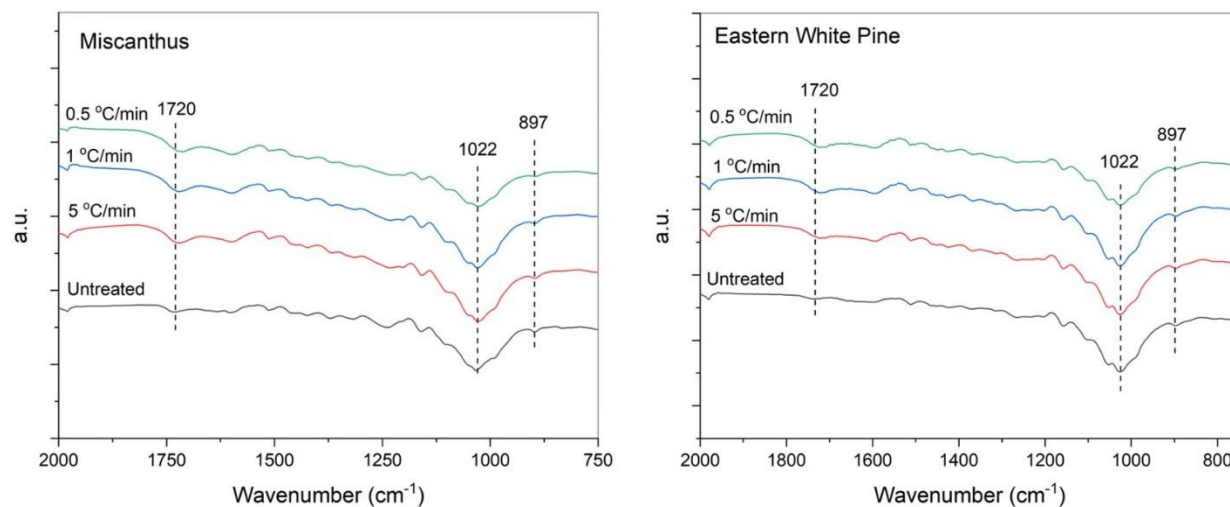 Miscanthus
0.5 °C/min
1720
1 °C/min
1022
897
5 °C/min
Untreated
a.u.
2000
1750
1500
1250
1000
750
Wavenumber (cm⁻¹)
Eastern White Pine
1720
0.5 °C/min
897
1022
1 °C/min
5 °C/min
Untreated
a.u.
2000
1800
1600
1400
1200
1000
800
Wavenumber (cm⁻¹)